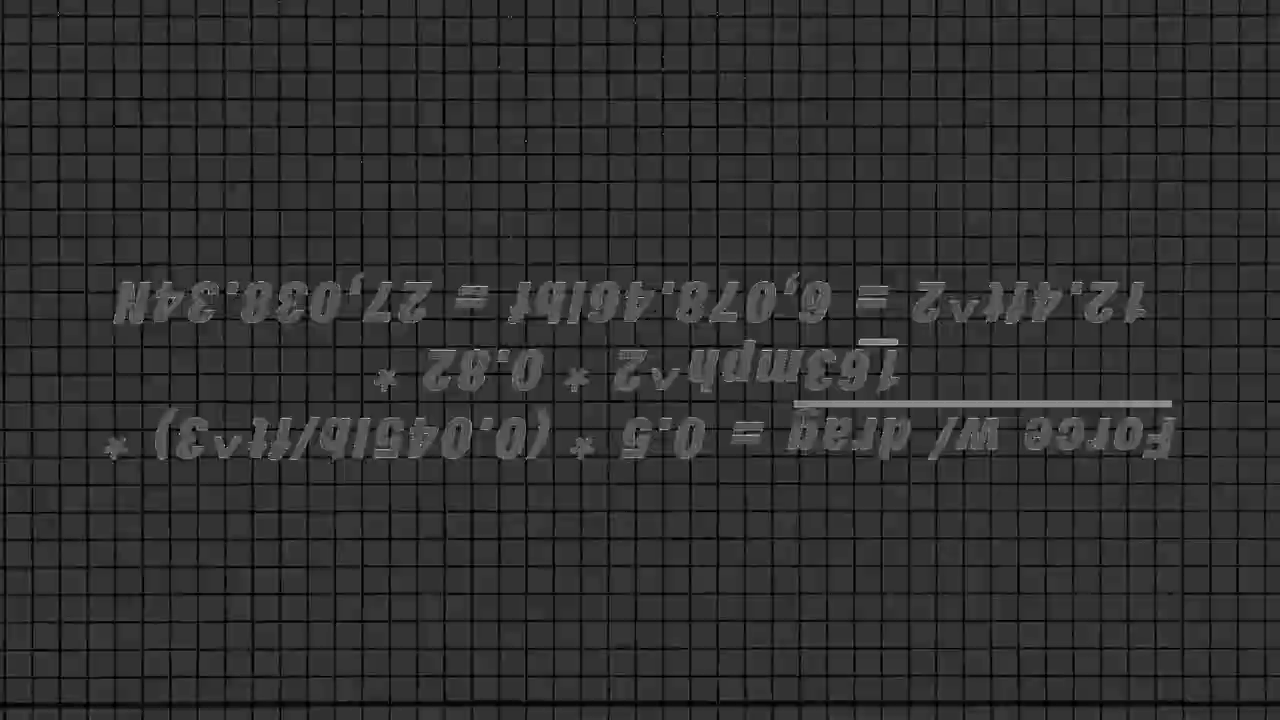 Force w/ drag = 0.5 * (0.045lb/ft^3) *
163mph^2 * 0.82 *
12.4ft^2 = 6,078.46lbf = 27,038.34N